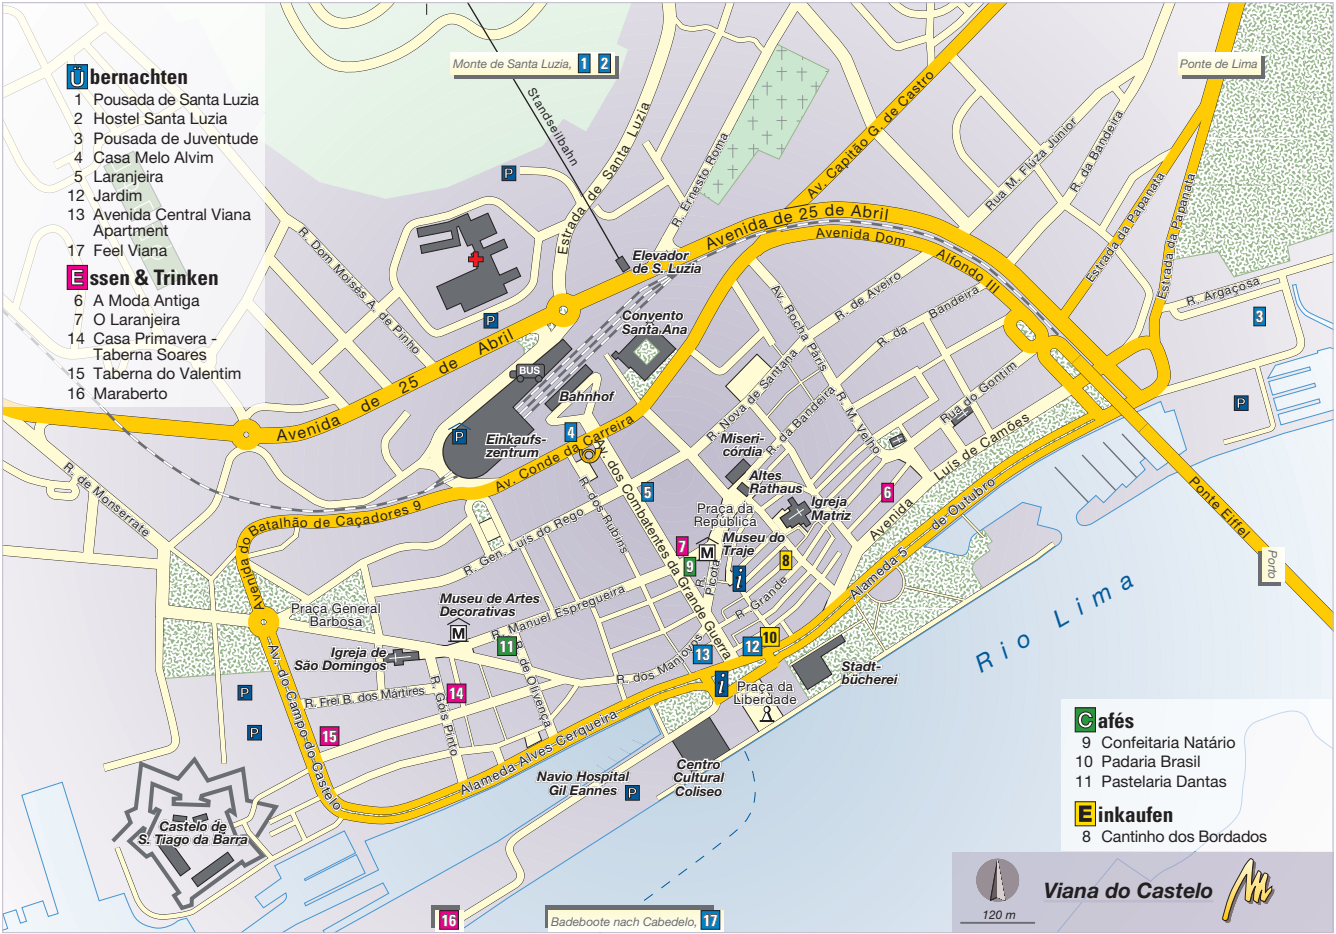 Übernachten
1 Pousada de Santa Luzia
2 Hostel Santa Luzia
3 Pousada de Juventude
4 Casa Melo Alvim
5 Laranjeira
12 Jardim
13 Avenida Central Viana
Apartment
17 Feel Viana
Essen & Trinken
6 A Moda Antiga
7 O Laranjeira
14 Casa Primavera -
Taberna Soares
15 Taberna do Valentim
16 Maraberto
Monte de Santa Luzia, 1 2
Ponte de Lima
Standseilbahn
Estrada de Santa Luzia
R. Ernesto Roma
Av. Capitão G. de Castro
Rua M. Fiúza Júnior
R. da Bandeira
Estrada da Papanata
Estrada da Papanata
R. Argaçosa
3
P
P
P
P
R. Dom Moisés A. de Pinho
Elevador
de S. Luzia
Avenida de 25 de Abril
Avenida Dom
Alfondo III
Convento
Santa Ana
Avenida de 25 de Abril
BUS
Bahnhof
Einkaufs-
zentrum
4
Av. Conde da Carreira
Av. Rocha Páris
R. de Aveiro
R. da Bandeira
R. Nova de Santana
R. da Bandeira
R. M. Velho
Rua do Gontim
Luís de Camões
Avenida
R. de Monserrate
Avenida do Batalhão de Caçadores 9
R. dos Rubins
Av. dos Combatentes da Grande Guerra
5
Miseri-
córdia
Altes
Rathaus
Praça da
República
Igreja
Matriz
6
Museu do
Traje
7
M
9
R. Picota
i
8
R. Grande
R. Gen. Luis do Rego
Alameda 5 de Outubro
Ponte Eiffel
Porto
Rio Lima
Praça General
Barbosa
Museu de Artes
Decorativas
M
R. Manuel Espregueira
11
Igreja de
São Domingos
R. Frei B. dos Mártires
14
R. Góis Pinto
R. de Olivença
R. dos Manjovos
13
12
10
i
Praça da
Liberdade
Stadt-
bücherei
P
P
15
Av. do Campo do Castelo
Alameda Alves Cerqueira
Navio Hospital
Gil Eannes
P
Centro
Cultural
Coliseo
Castelo de
S. Tiago da Barra
16
Badeboote nach Cabedelo, 17
Cafés
9 Confeitaria Natário
10 Padaria Brasil
11 Pastelaria Dantas
Einkaufen
8 Cantinho dos Bordados
120 m
Viana do Castelo